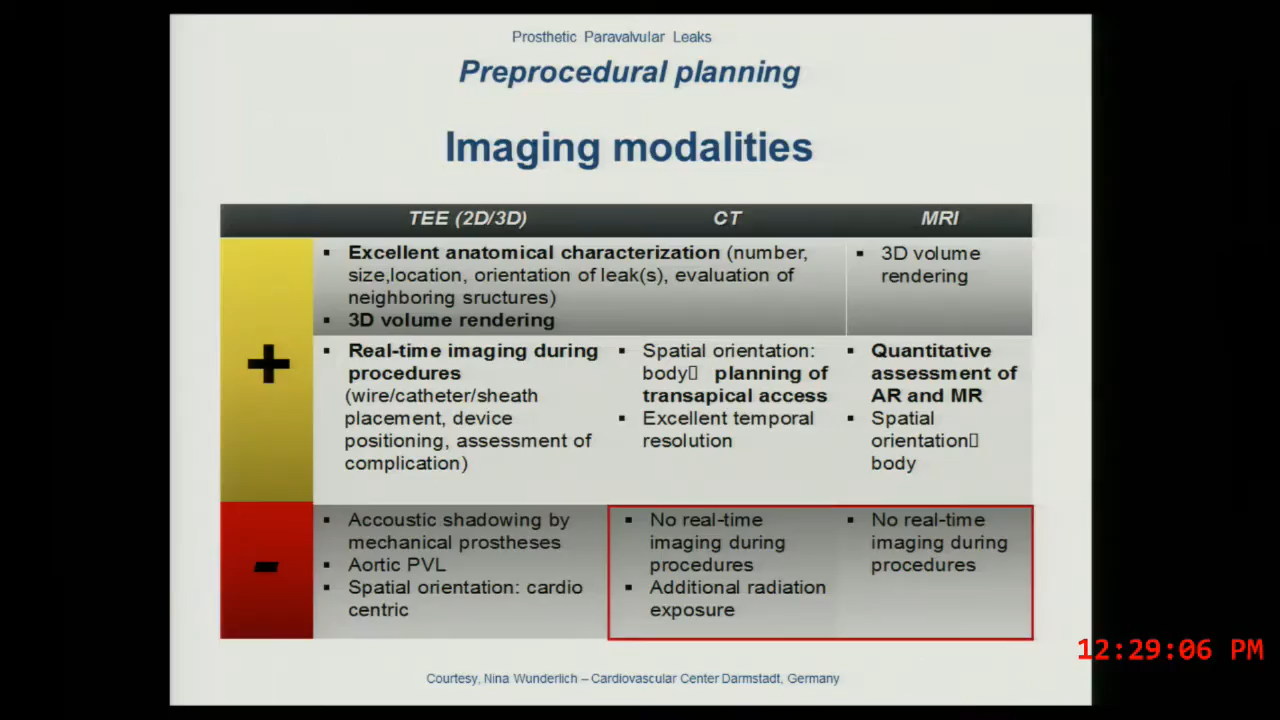 Prosthetic Paravalvular Leaks
Preprocedural planning
Imaging modalities
TEE (2D/3D)
CT
MRI
+
▪ Excellent anatomical characterization (number,
size,location, orientation of leak(s), evaluation of
neighboring sructures)
▪ 3D volume rendering
▪ 3D volume
rendering
▪ Real-time imaging during
procedures
(wire/catheter/sheath
placement, device
positioning, assessment of
complication)
▪ Spatial orientation:
body▯ planning of
transapical access
▪ Excellent temporal
resolution
▪ Quantitative
assessment of
AR and MR
▪ Spatial
orientation▯
body
-
▪ Accoustic shadowing by
mechanical prostheses
▪ Aortic PVL
▪ Spatial orientation: cardio
centric
▪ No real-time
imaging during
procedures
▪ Additional radiation
exposure
▪ No real-time
imaging during
procedures
12:29:06 PM
Courtesy, Nina Wunderlich – Cardiovascular Center Darmstadt, Germany